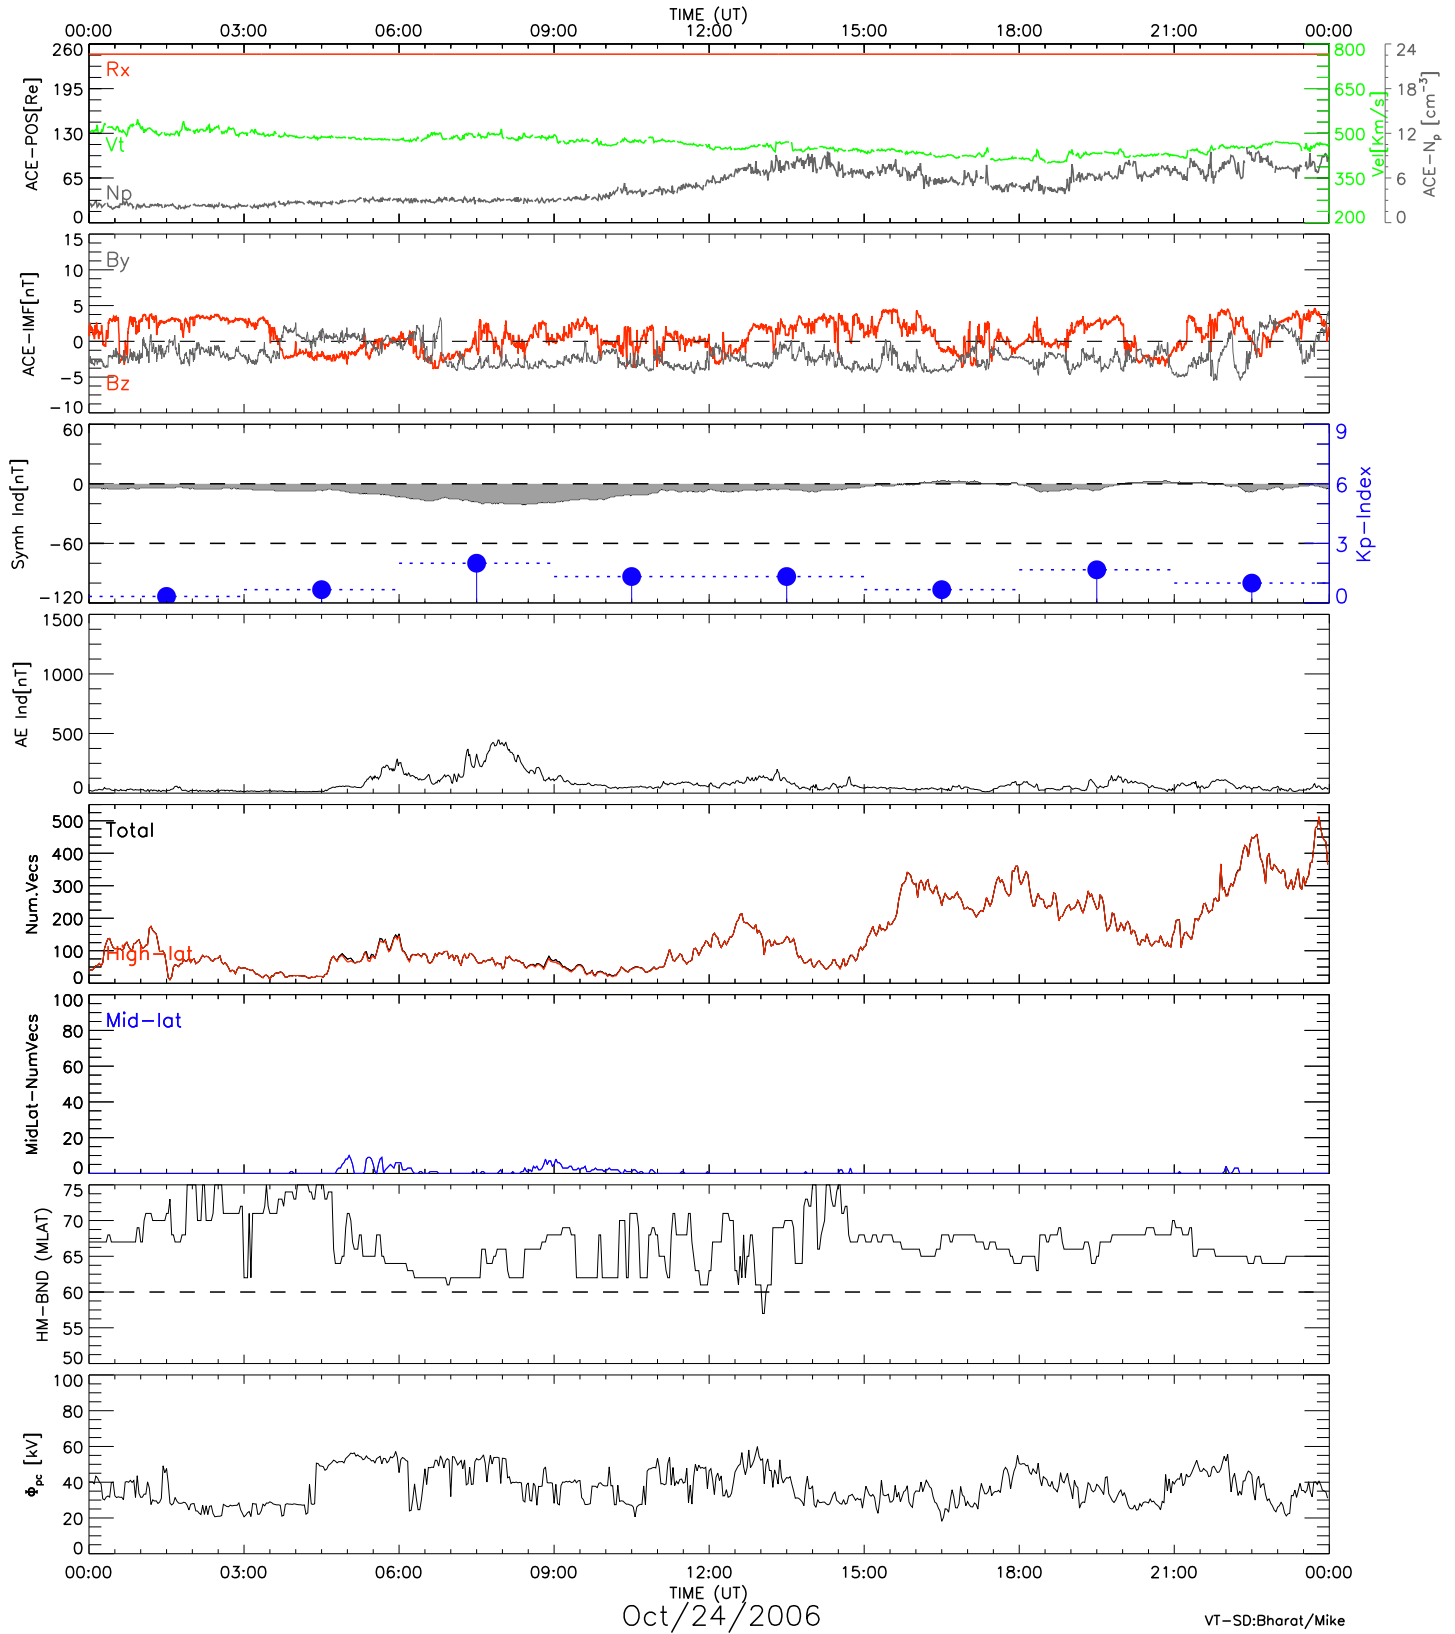 TIME (UT)
00:00 03:00 06:00 09:00 12:00 15:00 18:00 21:00 00:00
ACE-POS[Re]
260
195
130
65
0
Rx
Vt
Np
800
650
500
350
200
Vel[Km/s]
24
18
12
6
0
ACE-Np [cm-3]
ACE-IMF[nT]
15
10
5
0
-5
-10
By
Bz
Symh Ind[nT]
60
0
-60
-120
9
6
3
0
Kp-Index
AE Ind[nT]
1500
1000
500
0
Num.Vecs
500
400
300
200
100
0
Total
High-lat
MidLat-NumVecs
100
80
60
40
20
0
Mid-lat
HM-BND (MLAT)
75
70
65
60
55
50
Φpc [kV]
100
80
60
40
20
0
00:00 03:00 06:00 09:00 12:00 15:00 18:00 21:00 00:00
TIME (UT)
Oct/24/2006
VT-SD:Bharat/Mike